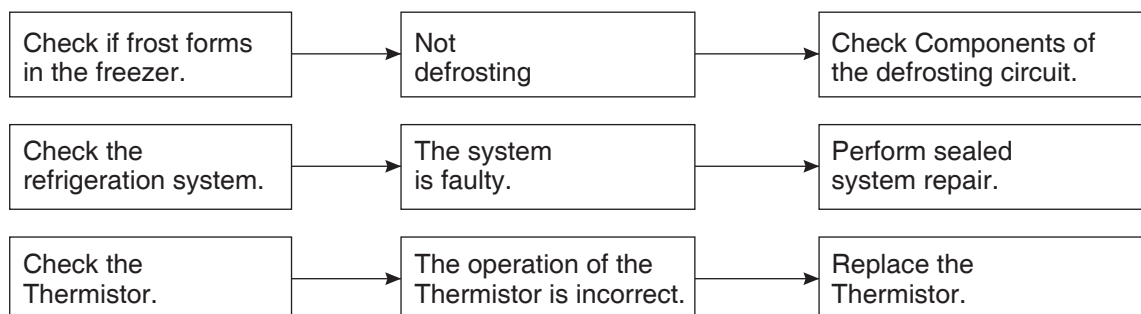 Check if frost forms
in the freezer.
Not
defrosting
Check Components of
the defrosting circuit.
Check the
refrigeration system.
The system
is faulty.
Perform sealed
system repair.
Check the
Thermistor.
The operation of the
Thermistor is incorrect.
Replace the
Thermistor.